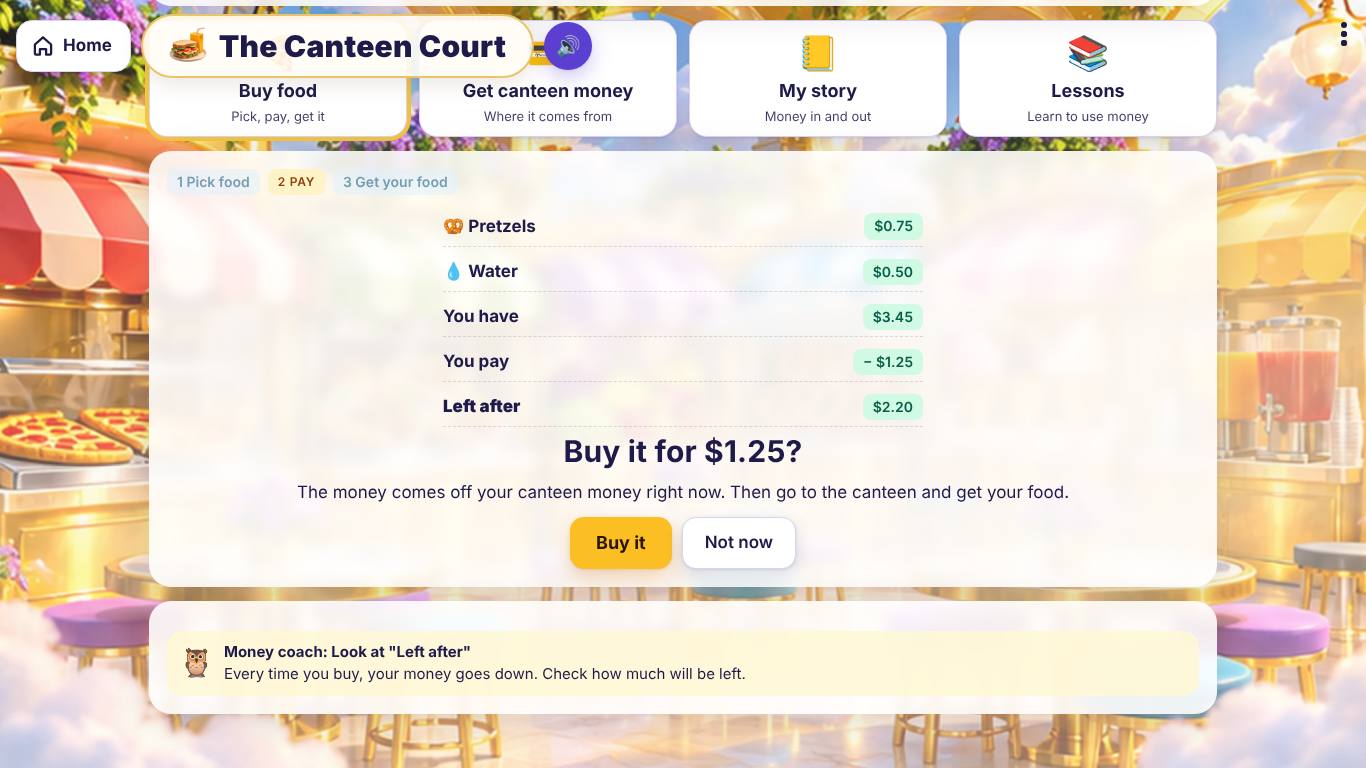 Home
The Canteen Court
Buy food
Pick, pay, get it
Get canteen money
Where it comes from
My story
Money in and out
Lessons
Learn to use money
1 Pick food
2 PAY
3 Get your food
Pretzels $0.75
Water $0.50
You have $3.45
You pay − $1.25
Left after $2.20
Buy it for $1.25?
The money comes off your canteen money right now. Then go to the canteen and get your food.
Buy it
Not now
Money coach: Look at "Left after"
Every time you buy, your money goes down. Check how much will be left.